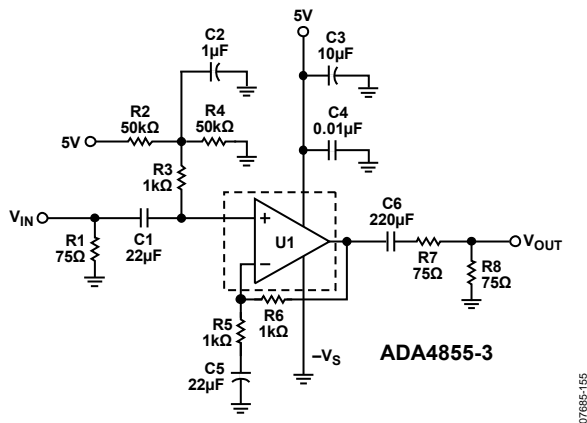 C2
1µF
5V
C3
10µF
R2
50kΩ
R4
50kΩ
C4
0.01µF
5V
R3
1kΩ
VIN
C1
22µF
R1
75Ω
+
U1
–
C6
220µF
R7
75Ω
VOUT
R8
75Ω
R5
1kΩ
R6
1kΩ
–VS
ADA4855-3
C5
22µF
07685-155